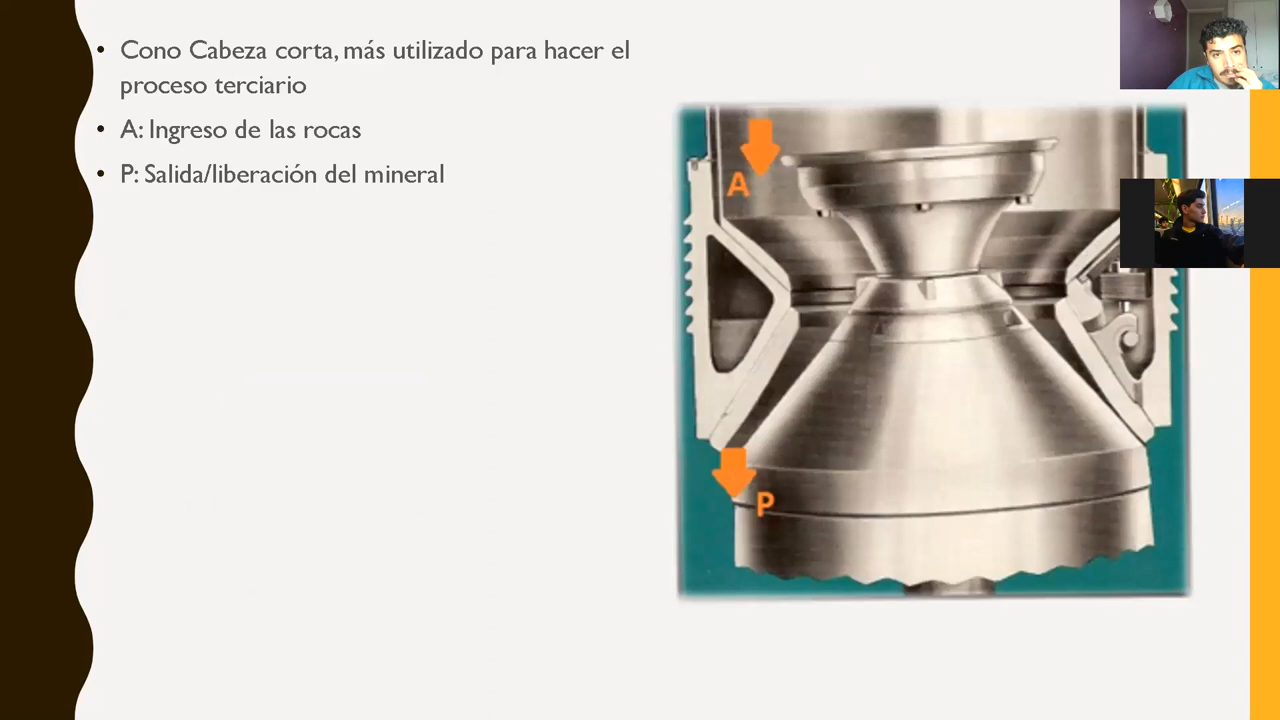 • Cono Cabeza corta, más utilizado para hacer el
proceso terciario
• A: Ingreso de las rocas
• P: Salida/liberación del mineral
A
P